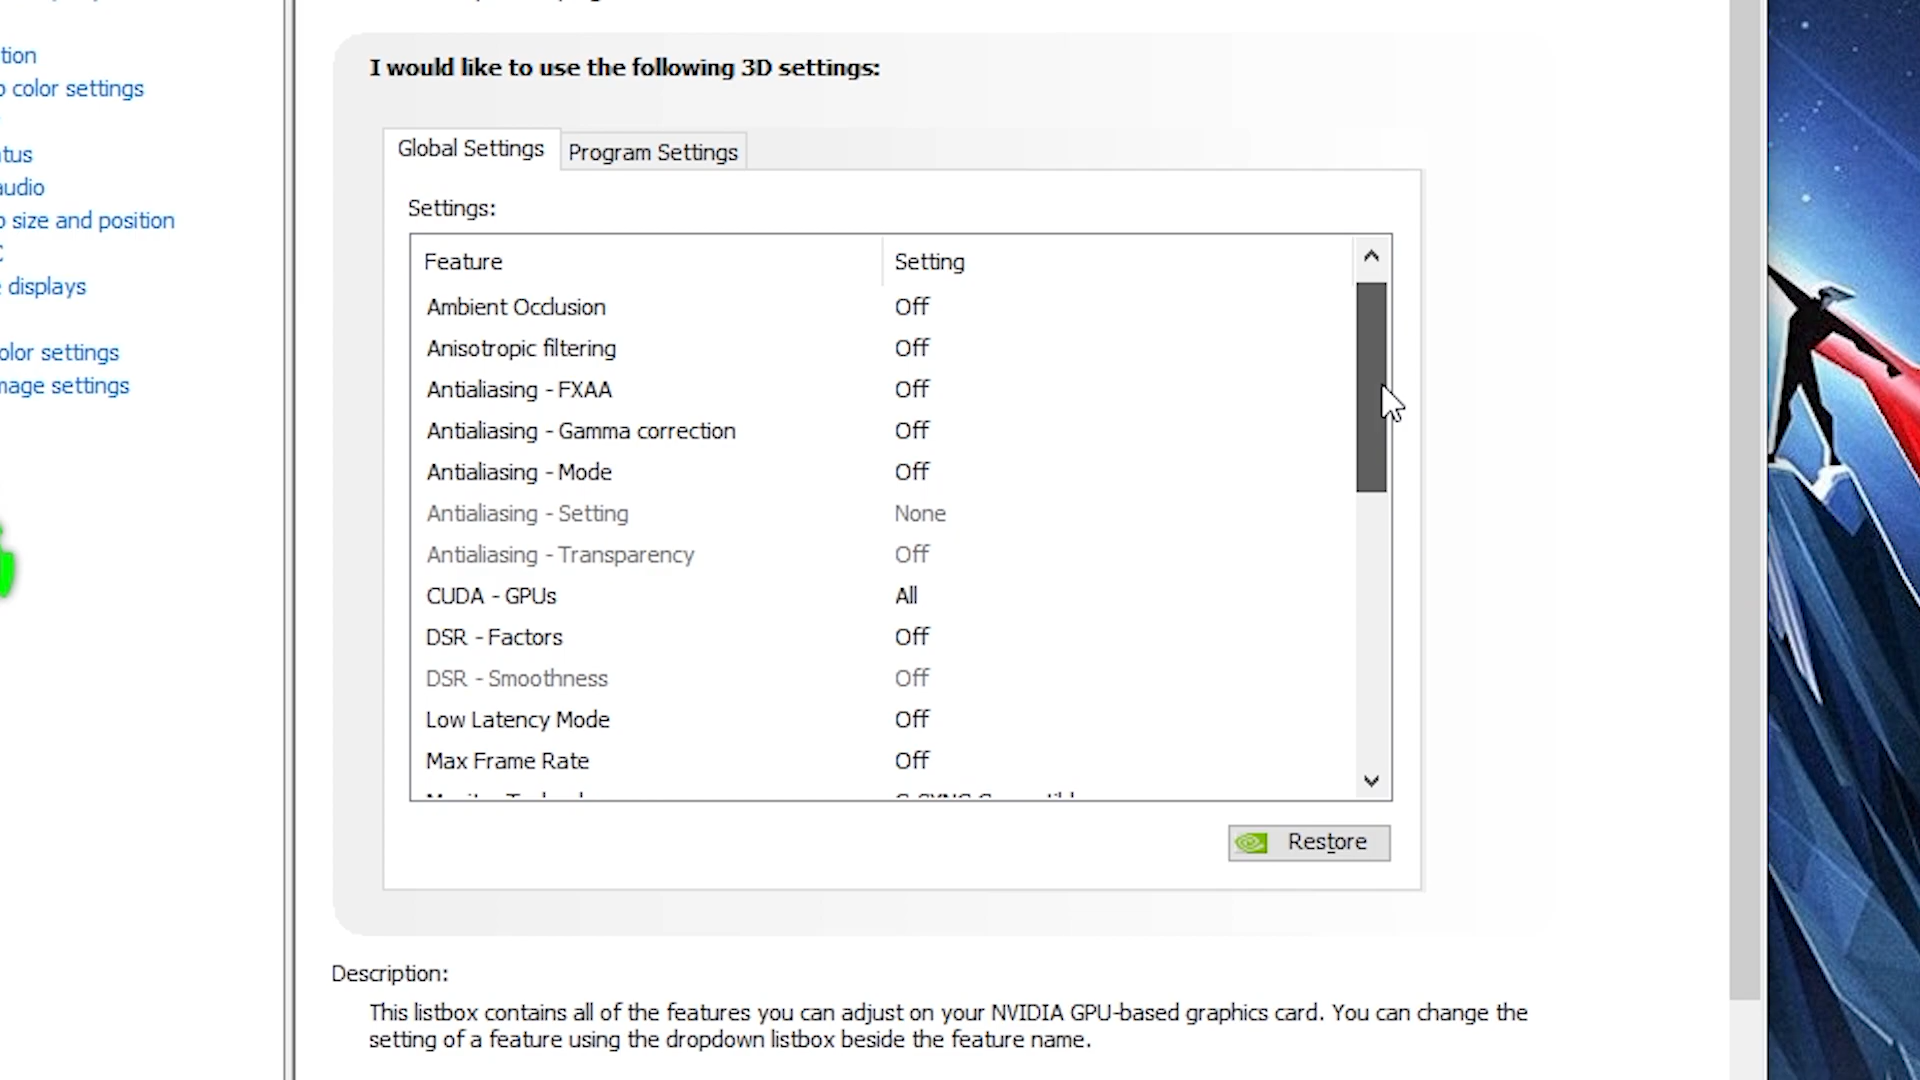 tion
color settings
tus
audio
size and position
displays
olor settings
mage settings
I would like to use the following 3D settings:
Global Settings
Program Settings
Settings:
Feature Setting
Ambient Occlusion Off
Anisotropic filtering Off
Antialiasing - FXAA Off
Antialiasing - Gamma correction Off
Antialiasing - Mode Off
Antialiasing - Setting None
Antialiasing - Transparency Off
CUDA - GPUs All
DSR - Factors Off
DSR - Smoothness Off
Low Latency Mode Off
Max Frame Rate Off
Restore
Description:
This listbox contains all of the features you can adjust on your NVIDIA GPU-based graphics card. You can change the
setting of a feature using the dropdown listbox beside the feature name.